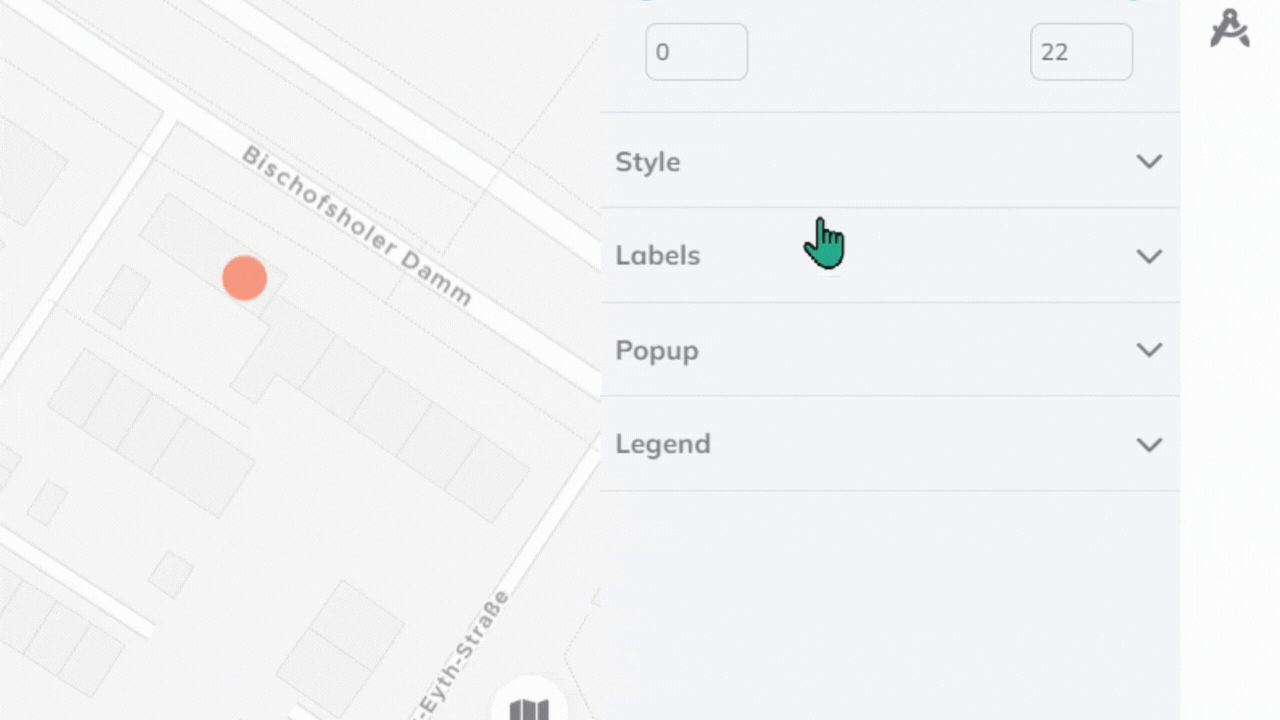 0
22
Style
Labels
Popup
Legend
Bischofsholer Damm
-Eyth-Straße